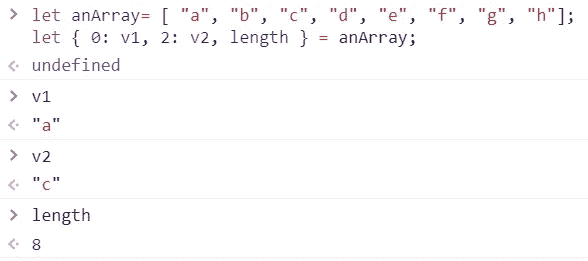 > let anArray= [ "a", "b", "c", "d", "e", "f", "g", "h"];
let { 0: v1, 2: v2, length } = anArray;
undefined
> v1
"a"
> v2
"c"
> length
8